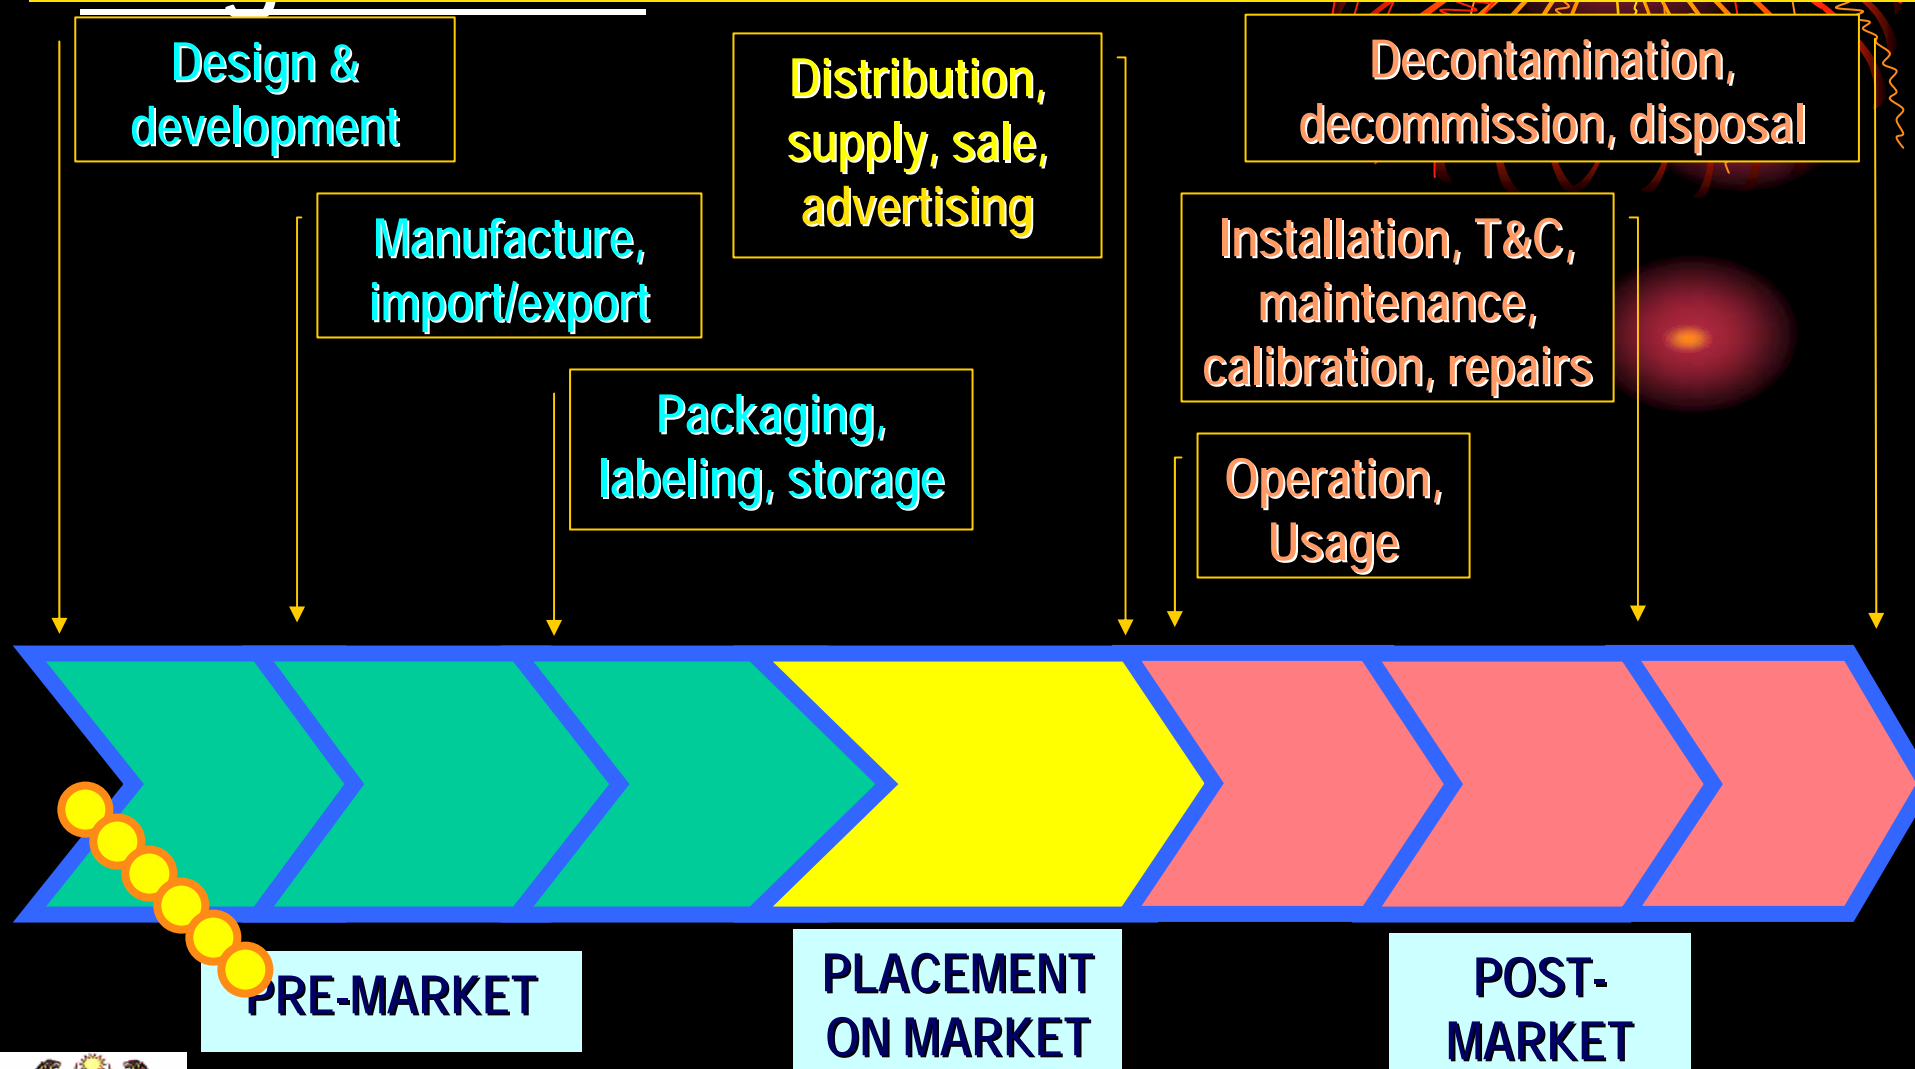 Design &
development
Manufacture,
import/export
Packaging,
labeling, storage
Distribution,
supply, sale,
advertising
Operation,
Usage
Installation, T&C,
maintenance,
calibration, repairs
Decontamination,
decommission, disposal
PRE-MARKET
PLACEMENT
ON MARKET
POST-
MARKET